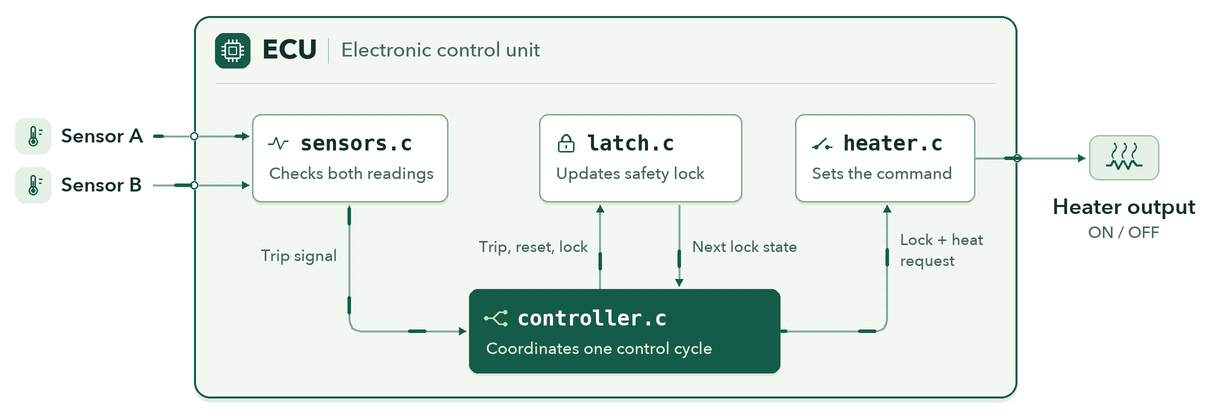 ECU
Electronic control unit
Sensor A
Sensor B
sensors.c
Checks both readings
latch.c
Updates safety lock
heater.c
Sets the command
Heater output
ON / OFF
Trip signal
Trip, reset, lock
Next lock state
Lock + heat
request
controller.c
Coordinates one control cycle